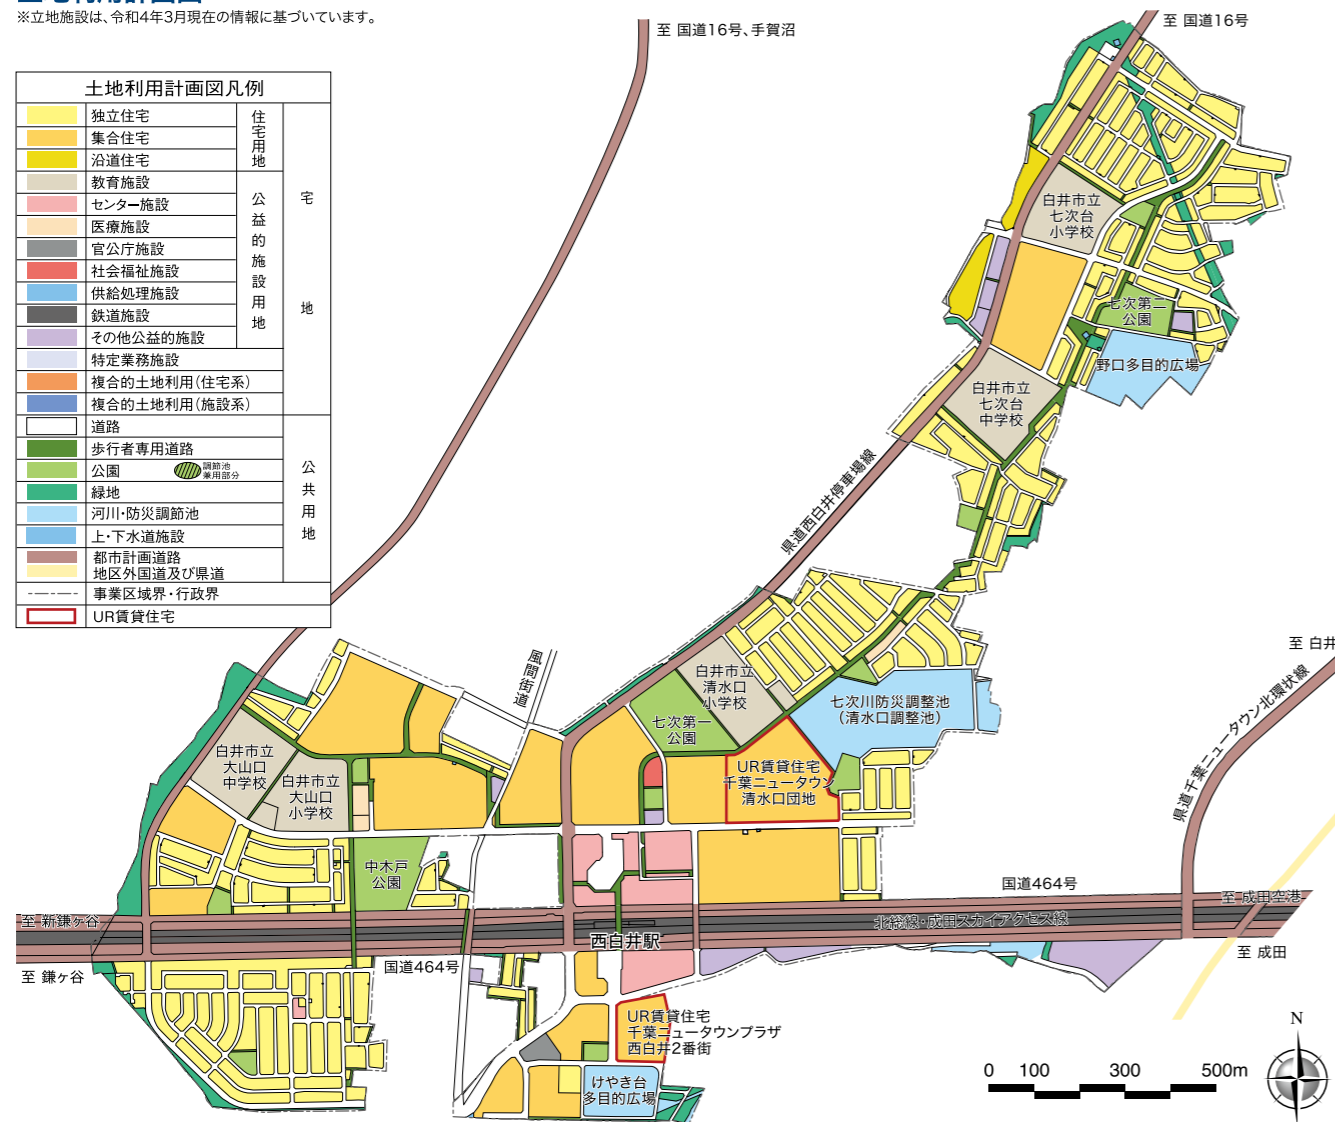 ※立地施設は、令和4年3月現在の情報に基づいています。
土地利用計画図凡例
独立住宅
集合住宅
沿道住宅
教育施設
センター施設
医療施設
官公庁施設
社会福祉施設
供給処理施設
鉄道施設
その他公益的施設
特定業務施設
複合的土地利用(住宅系)
複合的土地利用(施設系)
道路
歩行者専用道路
公園
調節池
兼用部分
緑地
河川・防災調節池
上・下水道施設
都市計画道路
地区外国道及び県道
事業区域界・行政界
UR賃貸住宅
住宅用地
公益的施設用地
宅地
公共用地
至 国道16号、手賀沼
至 国道16号
白井市立
七次台
小学校
七次第二
公園
野口多目的広場
白井市立
七次台
中学校
県道西白井停車場線
風間街道
白井市立
清水口
小学校
七次第一
公園
七次川防災調整池
(清水口調整池)
至 白井
県道千葉ニュータウン北環状線
白井市立
大山口
中学校
白井市立
大山口
小学校
UR賃貸住宅
千葉ニュータウン
清水口団地
中木戸
公園
国道464号
至 成田空港
至 新鎌ヶ谷
北総線・成田スカイアクセス線
西白井駅
至 成田
国道464号
至 鎌ヶ谷
UR賃貸住宅
千葉ニュータウンプラザ
西白井2番街
けやき台
多目的広場
N
0 100 300 500m